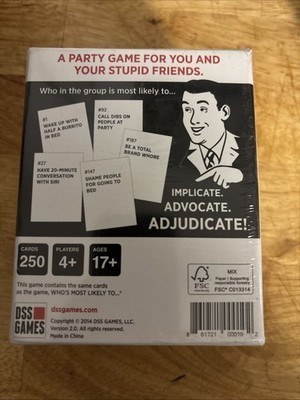 A PARTY GAME FOR YOU AND
YOUR STUPID FRIENDS.
Who in the group is most likely to...
#1
WAKE UP WITH
HALF A BURRITO
IN BED
#92
CALL DIBS ON
PEOPLE AT
PARTY
#187
BE A TOTAL
BRAND WHORE
#27
HAVE 20-MINUTE
CONVERSATION
WITH SIRI
#147
SHAME PEOPLE
FOR GOING TO
BED
IMPLICATE.
ADVOCATE.
ADJUDICATE!
CARDS
250
PLAYERS
4+
AGES
17+
This game contains the same cards
as the game, WHO'S MOST LIKELY TO..."
DSS
GAMES
dssgames.com
Copyright © 2014 DSS GAMES, LLC.
Version 2.0. All rights reserved.
Made in China
FSC
MIX
Paper | Supporting
responsible forestry
FSC® C013314